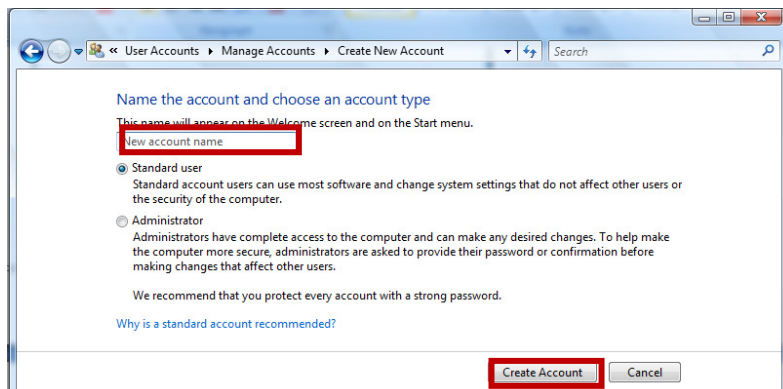 « User Accounts ▸ Manage Accounts ▸ Create New Account
Search
Name the account and choose an account type
This name will appear on the Welcome screen and on the Start menu.
New account name
Standard user
Standard account users can use most software and change system settings that do not affect other users or
the security of the computer.
Administrator
Administrators have complete access to the computer and can make any desired changes. To help make
the computer more secure, administrators are asked to provide their password or confirmation before
making changes that affect other users.
We recommend that you protect every account with a strong password.
Why is a standard account recommended?
Create Account
Cancel